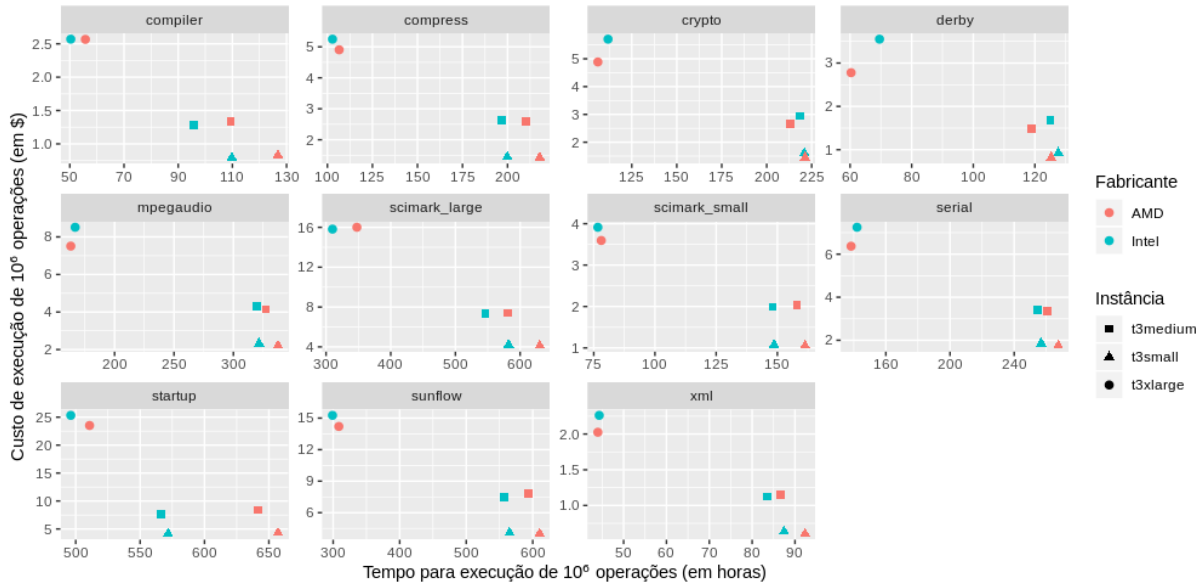 compiler compress crypto derby
2.5
2.0
1.5
1.0
50 70 90 110 130
5
4
3
2
100 125 150 175 200
5
4
3
2
125 150 175 200 225
3
2
1
60 80 100 120
mpegaudio scimark_large scimark_small serial
8
6
4
2
200 250 300
16
12
8
4
300 400 500 600
4
3
2
1
75 100 125 150
6
4
2
160 200 240
startup sunflow xml
25
20
15
10
5
500 550 600 650
15
12
9
6
300 400 500 600
2.0
1.5
1.0
50 60 70 80 90
Custo de execução de 10⁶ operações (em $)
Tempo para execução de 10⁶ operações (em horas)
Fabricante
AMD
Intel
Instância
t3medium
t3small
t3xlarge